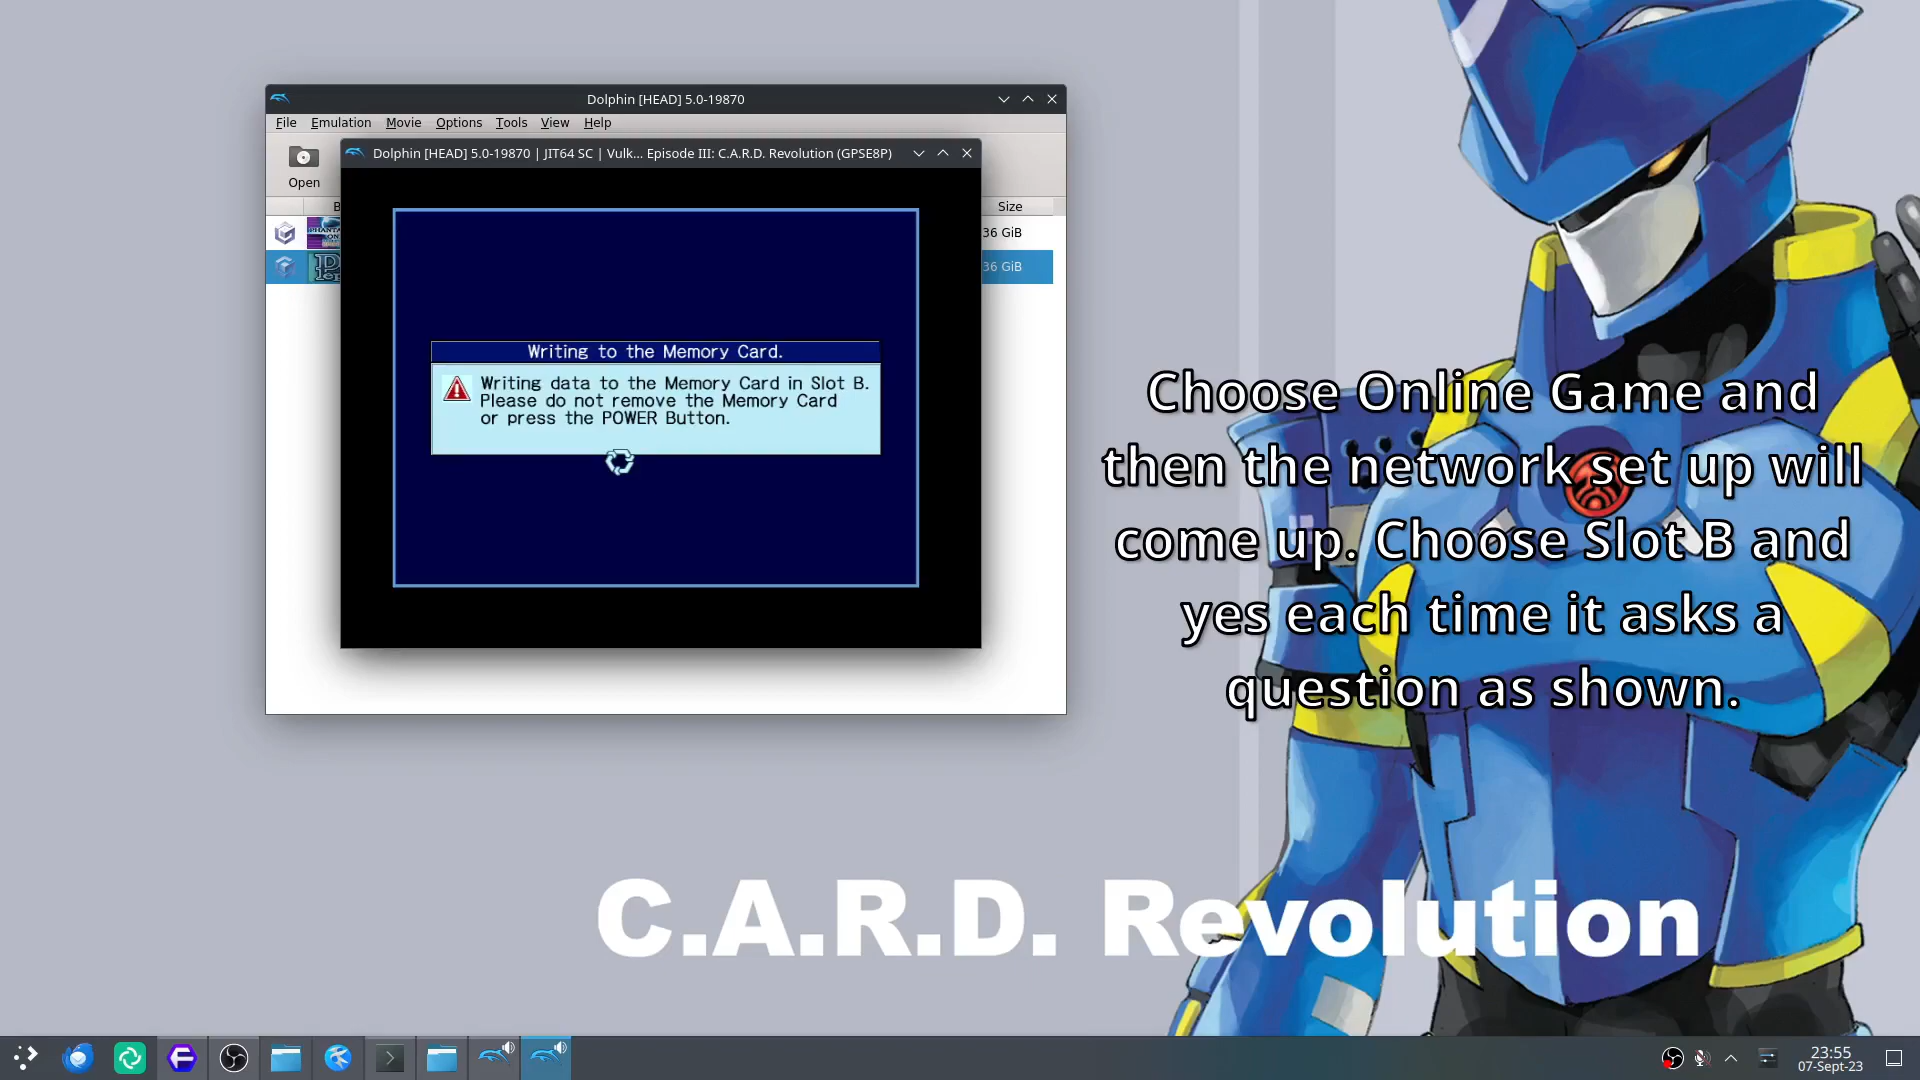 Dolphin [HEAD] 5.0-19870
File Emulation Movie Options Tools View Help
Dolphin [HEAD] 5.0-19870 | JIT64 SC | Vulk... Episode III: C.A.R.D. Revolution (GPSE8P)
Open
B
Size
36 GiB
36 GiB
Writing to the Memory Card.
Writing data to the Memory Card in Slot B.
Please do not remove the Memory Card
or press the POWER Button.
Choose Online Game and
then the network set up will
come up. Choose Slot B and
yes each time it asks a
question as shown.
C.A.R.D. Revolution
23:55
07-Sept-23